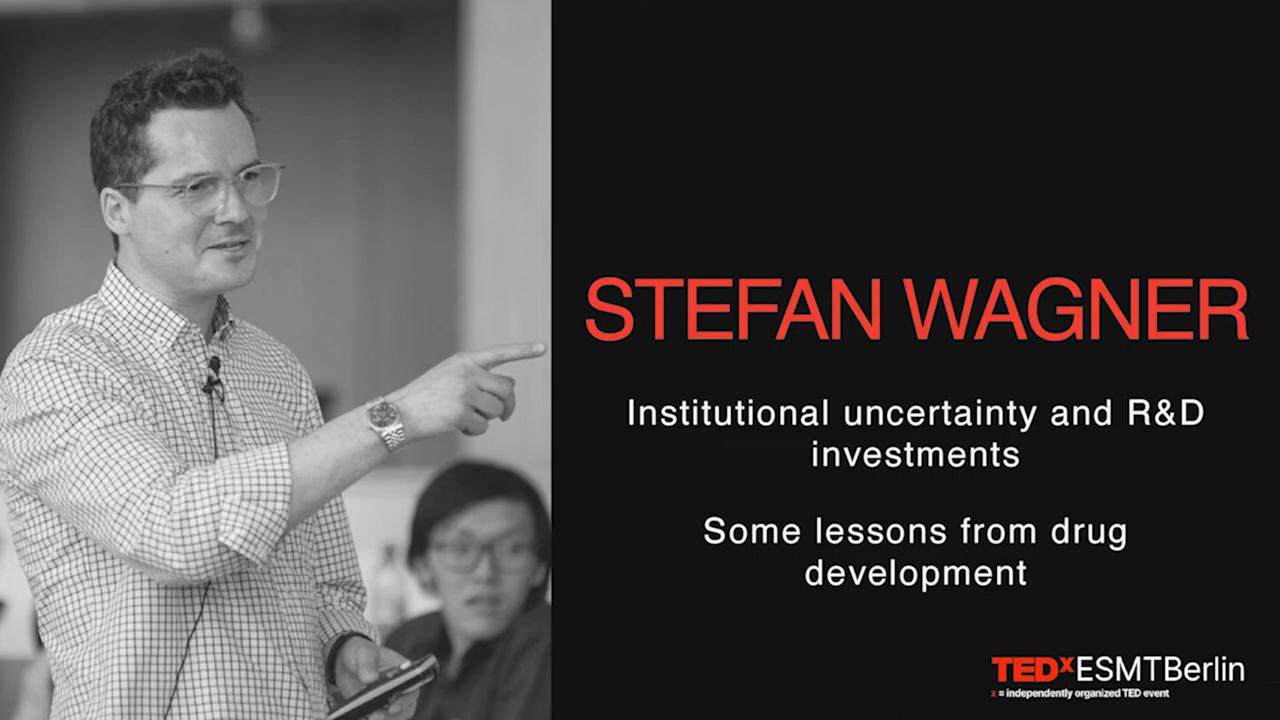 STEFAN WAGNER
Institutional uncertainty and R&D
investments
Some lessons from drug
development
TEDxESMTBerlin
x = independently organized TED event